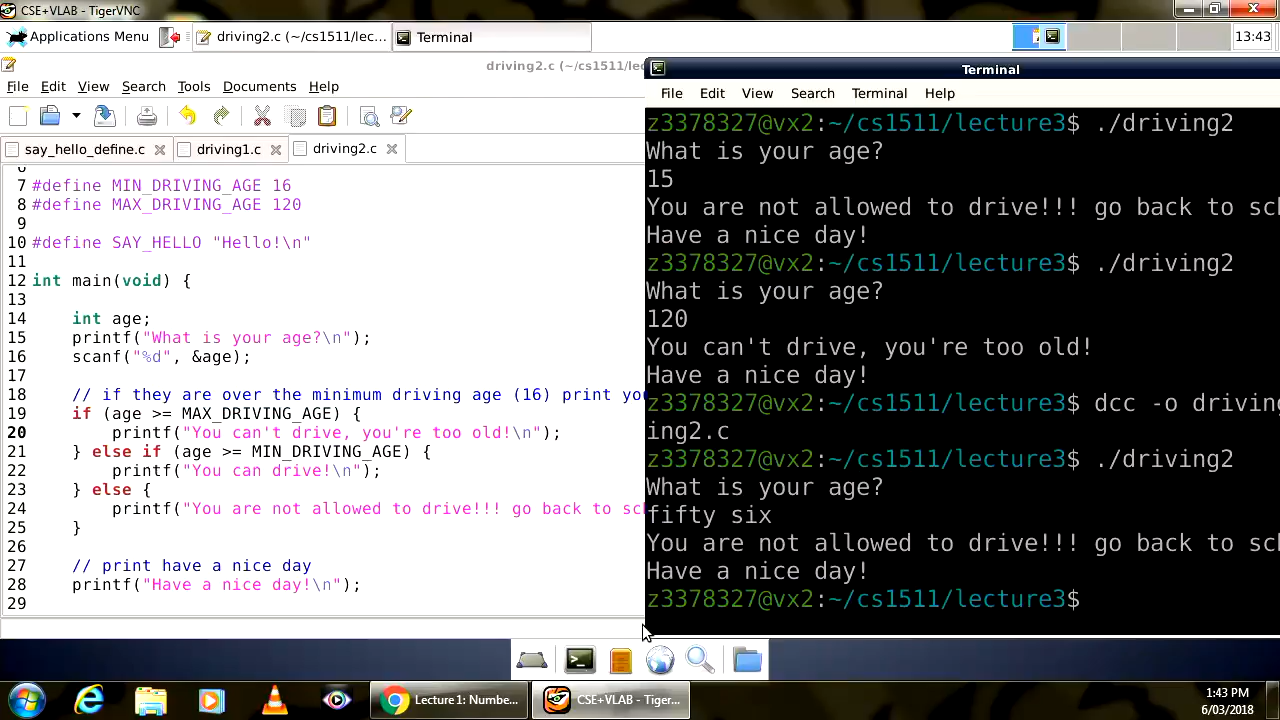 CSE+VLAB - TigerVNC
Applications Menu
driving2.c (~/cs1511/lec...
Terminal
13:43
driving2.c (~/cs1511/le
File Edit View Search Tools Documents Help
say_hello_define.c
driving1.c
driving2.c
7 #define MIN_DRIVING_AGE 16
8 #define MAX_DRIVING_AGE 120
9
10 #define SAY_HELLO "Hello!\n"
11
12 int main(void) {
13
14 int age;
15 printf("What is your age?\n");
16 scanf("%d", &age);
17
18 // if they are over the minimum driving age (16) print you
19 if (age >= MAX_DRIVING_AGE) {
20 printf("You can't drive, you're too old!\n");
21 } else if (age >= MIN_DRIVING_AGE) {
22 printf("You can drive!\n");
23 } else {
24 printf("You are not allowed to drive!!! go back to sc
25 }
26
27 // print have a nice day
28 printf("Have a nice day!\n");
29
Terminal
File Edit View Search Terminal Help
z3378327@vx2:~/cs1511/lecture3$ ./driving2
What is your age?
15
You are not allowed to drive!!! go back to sc
Have a nice day!
z3378327@vx2:~/cs1511/lecture3$ ./driving2
What is your age?
120
You can't drive, you're too old!
Have a nice day!
z3378327@vx2:~/cs1511/lecture3$ dcc -o driving
ing2.c
z3378327@vx2:~/cs1511/lecture3$ ./driving2
What is your age?
fifty six
You are not allowed to drive!!! go back to sc
Have a nice day!
z3378327@vx2:~/cs1511/lecture3$
Lecture 1: Numbe...
CSE+VLAB - Tiger...
1:43 PM
6/03/2018